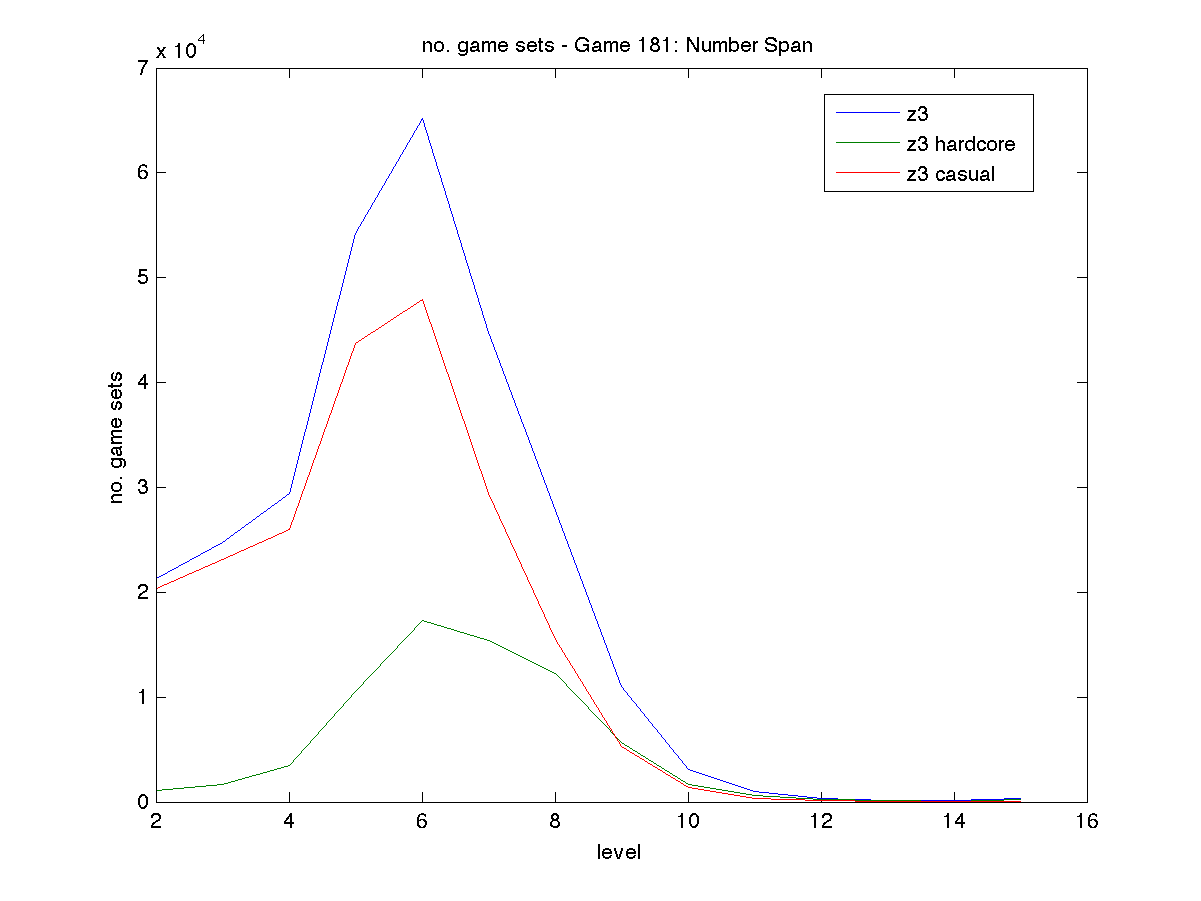 no. game sets - Game 181: Number Span
x 10^4
7
6
5
4
3
2
1
0
no. game sets
z3
z3 hardcore
z3 casual
2 4 6 8 10 12 14 16
level